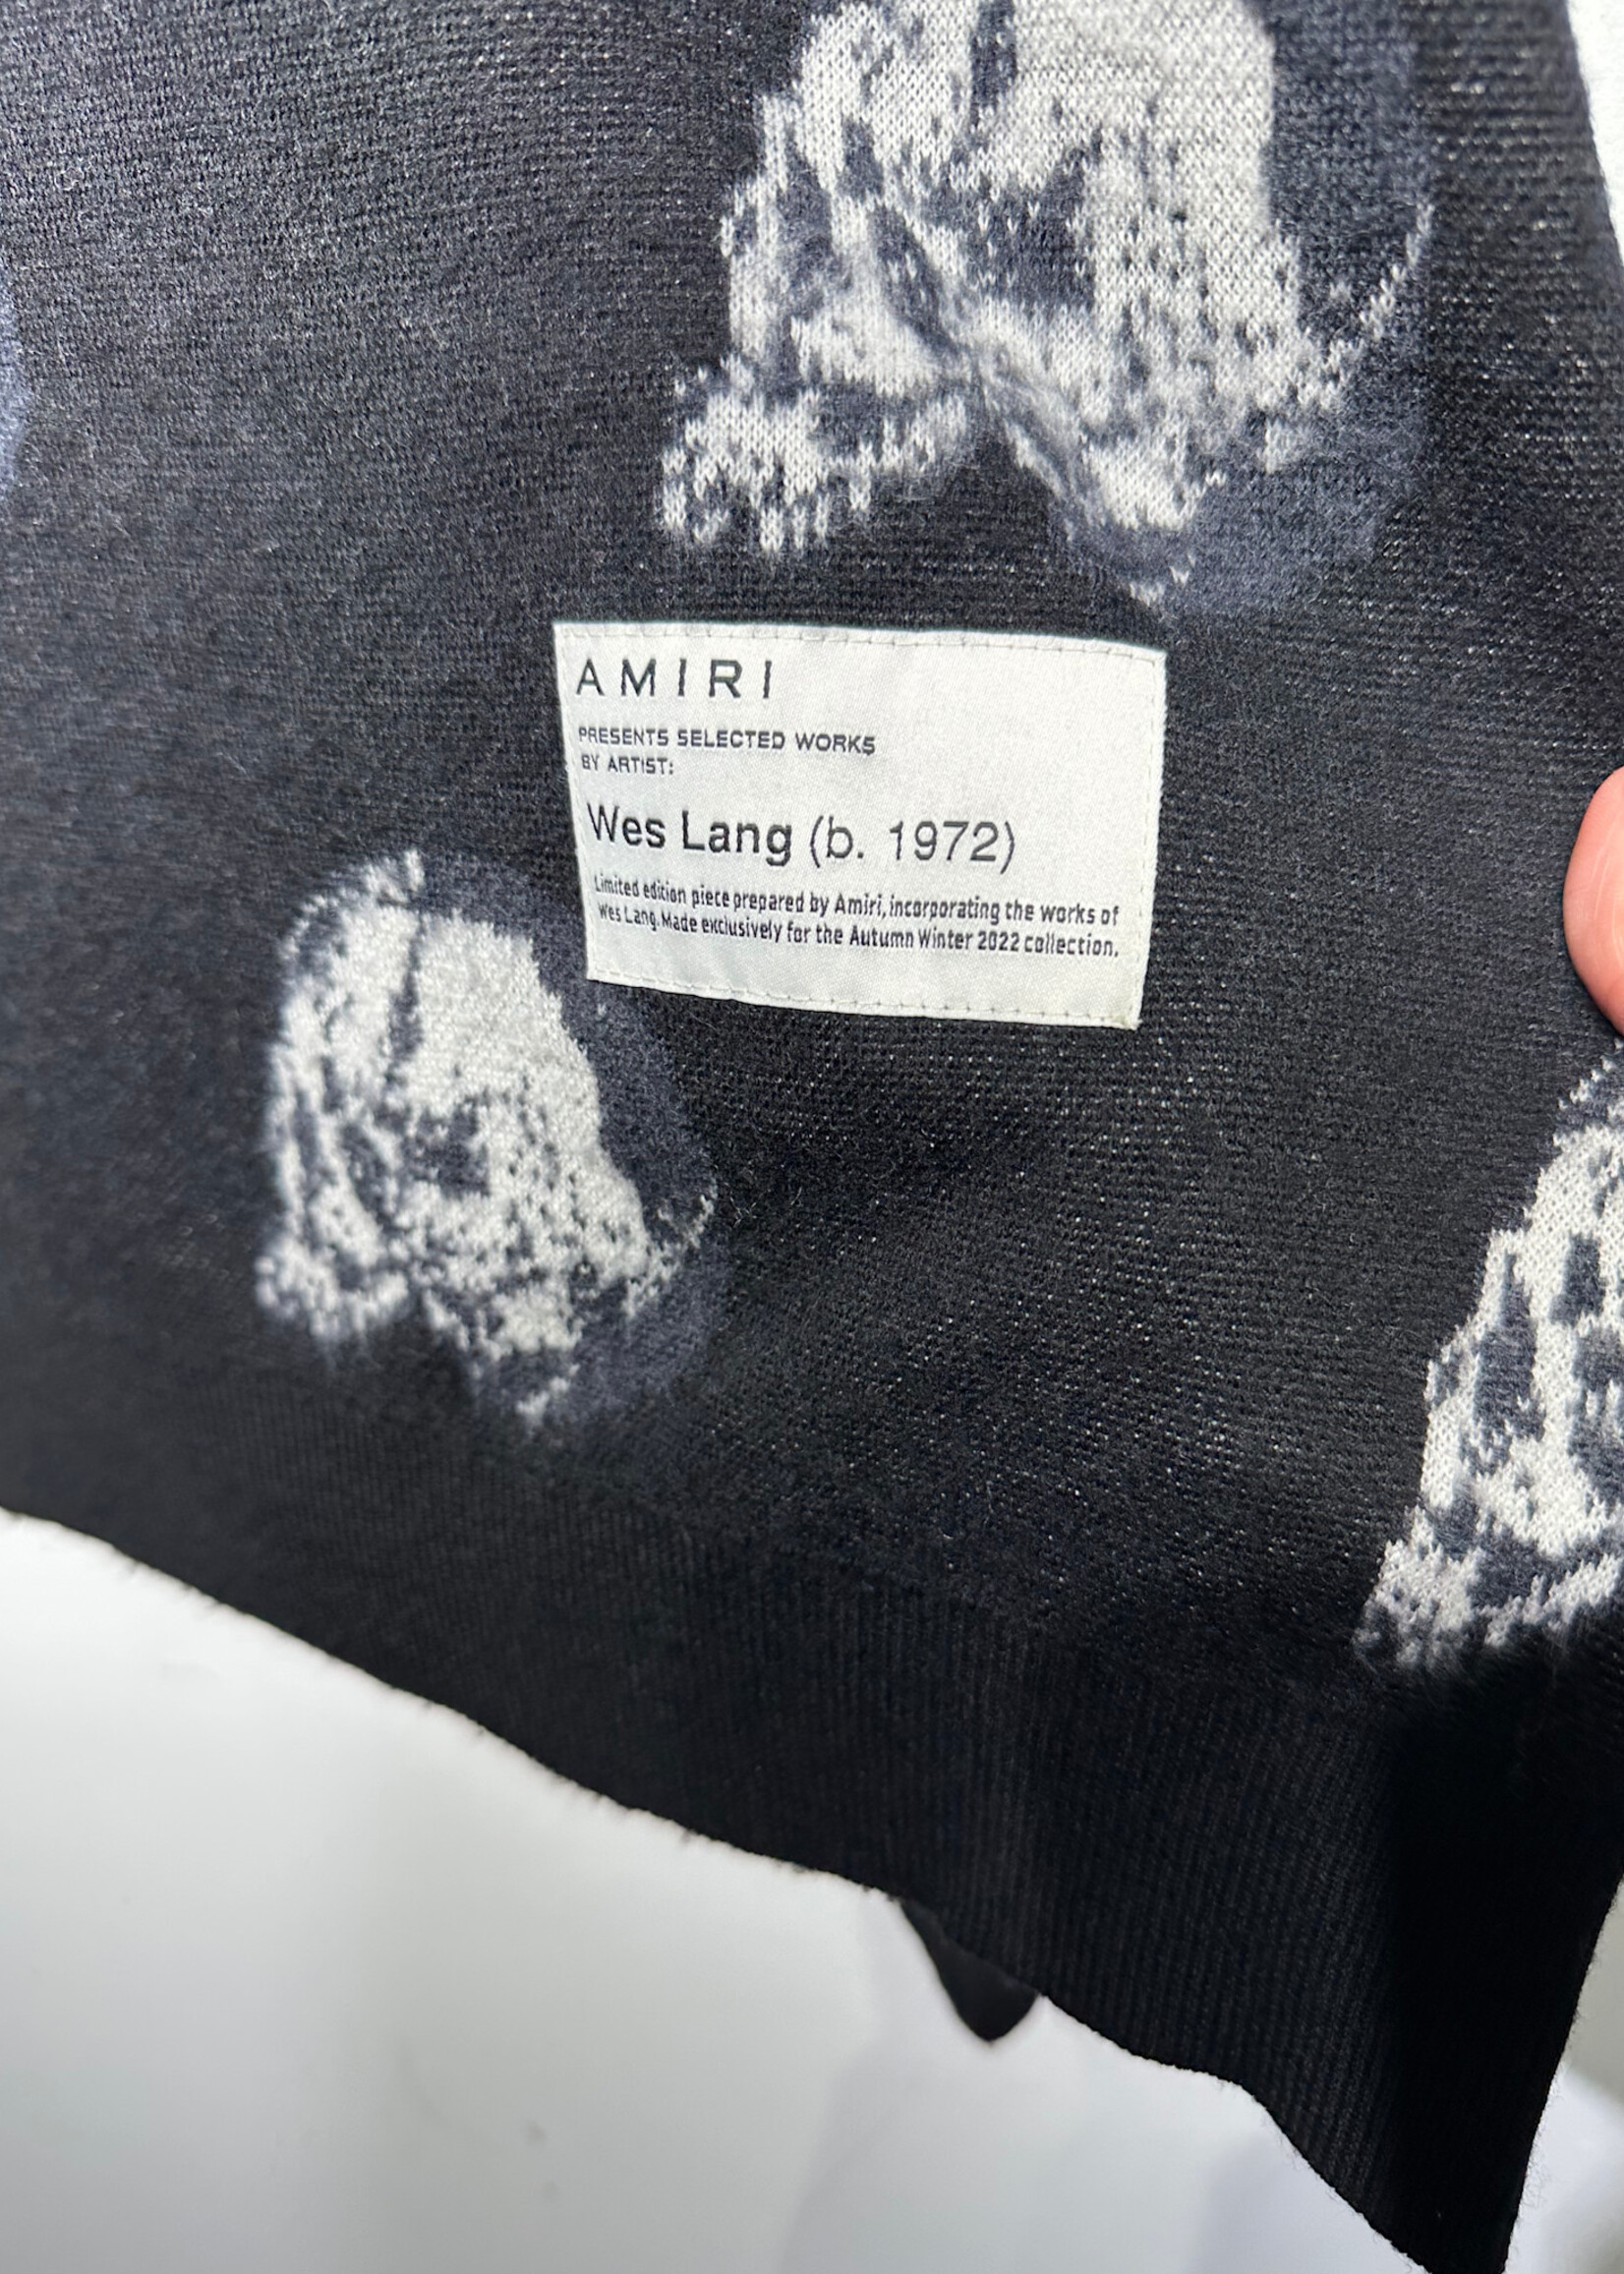 AMIRI
PRESENTS SELECTED WORKS
BY ARTIST:
Wes Lang (b. 1972)
Limited edition piece prepared by Amiri, incorporating the works of
Wes Lang. Made exclusively for the Autumn Winter 2022 collection.